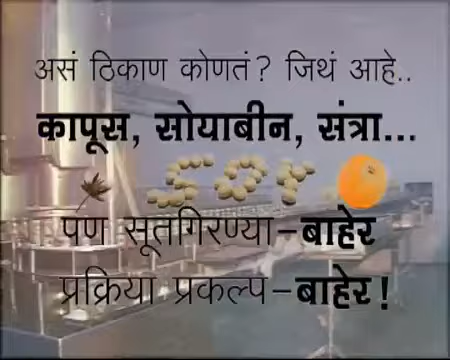 असं ठिकाण कोणतं? जिथं आहे..
कापूस, सोयाबीन, संत्रा...
SOY
पण सूतगिरण्या–बाहेर
प्रक्रिया प्रकल्प–बाहेर!